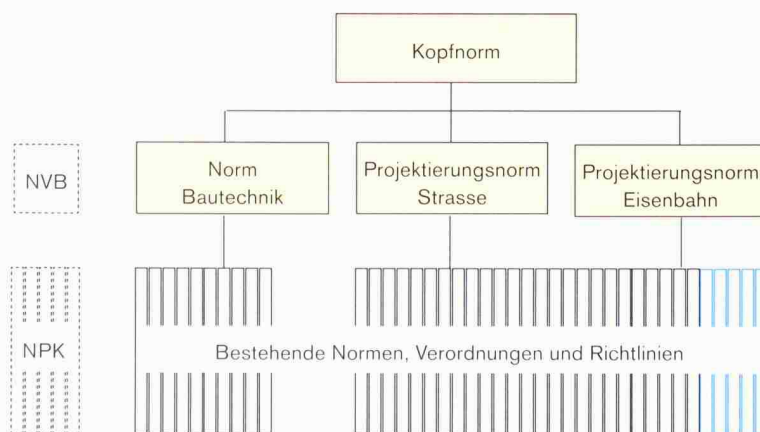 Kopfnorm
NVB
Norm
Bautechnik
Projektierungsnorm
Strasse
Projektierungsnorm
Eisenbahn
NPK
Bestehende Normen, Verordnungen und Richtlinien